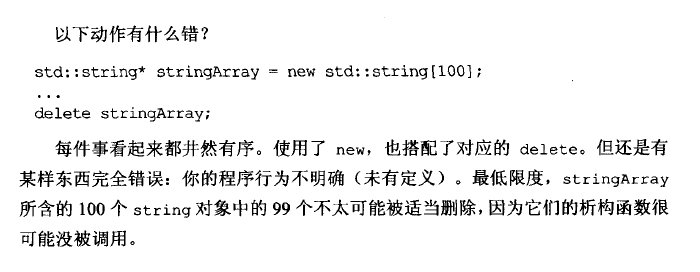 以下动作有什么错？
std::string* stringArray = new std::string[100];
...
delete stringArray;
每件事看起来都井然有序。使用了 new，也搭配了对应的 delete。但还是有
某样东西完全错误：你的程序行为不明确（未有定义）。最低限度，stringArray
所含的 100 个 string 对象中的 99 个不太可能被适当删除，因为它们的析构函数很
可能没被调用。